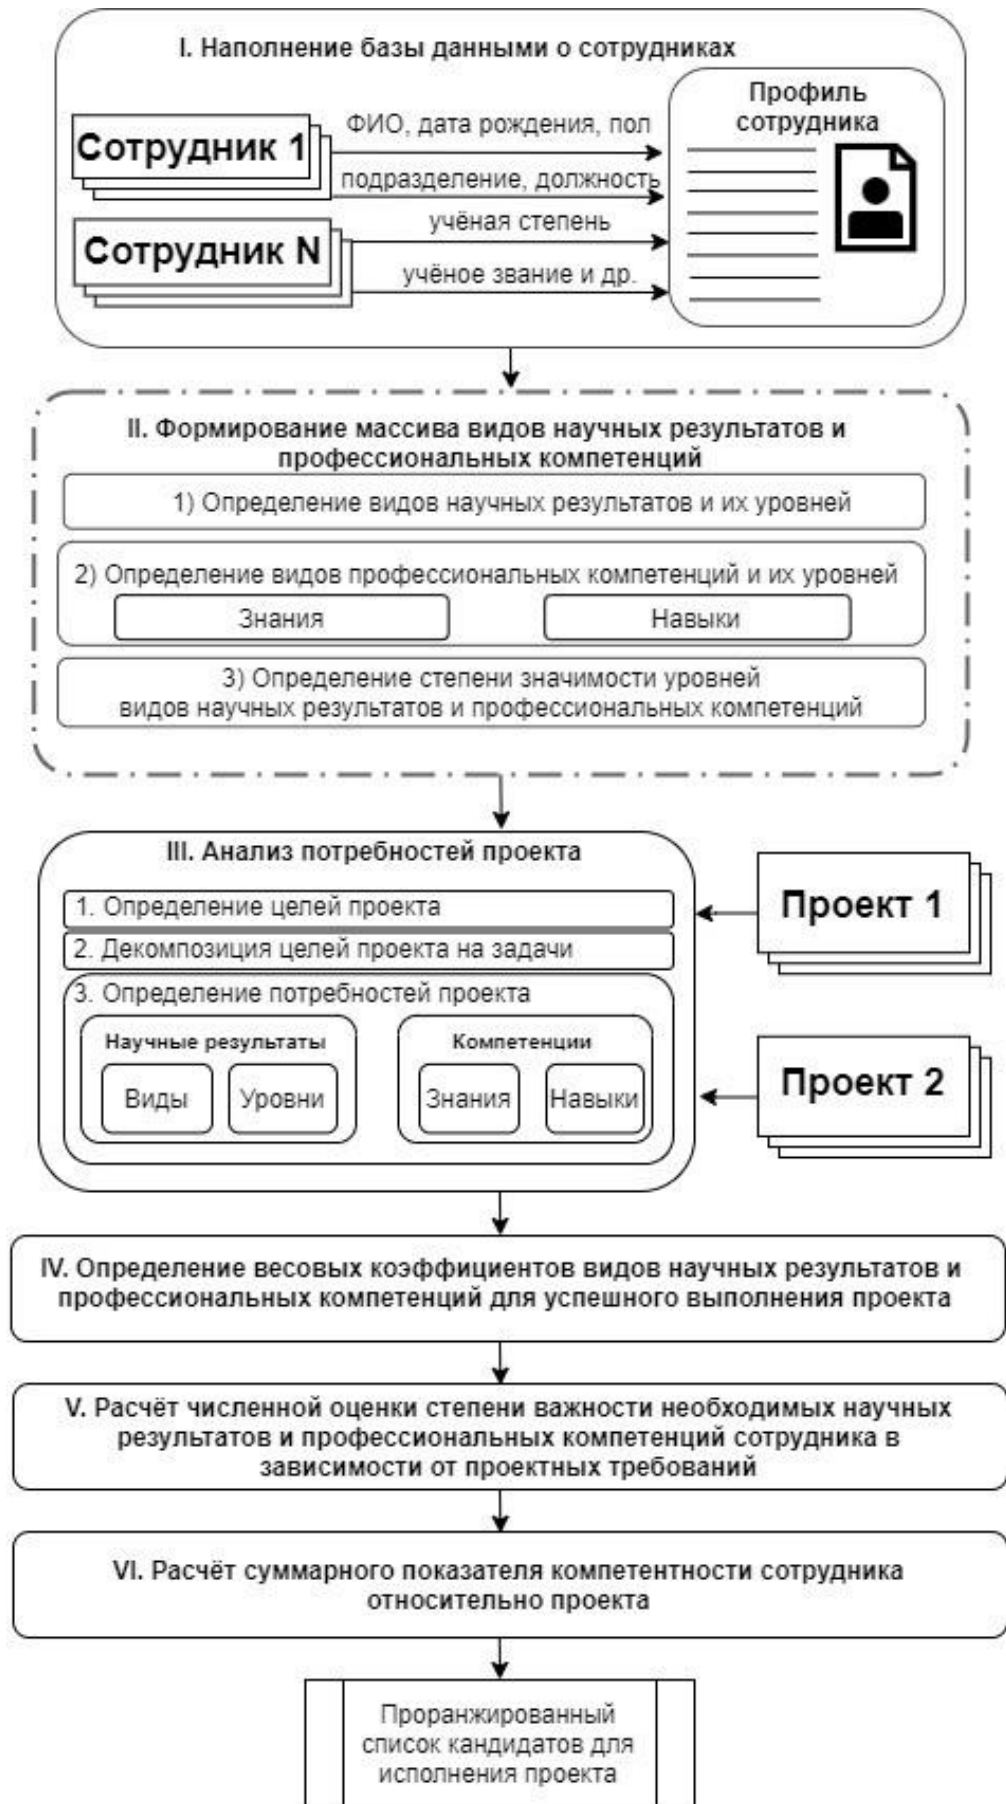 I. Наполнение базы данными о сотрудниках
Профиль
сотрудника
Сотрудник 1
ФИО, дата рождения, пол
подразделение, должность
Сотрудник N
учёная степень
учёное звание и др.
II. Формирование массива видов научных результатов и
профессиональных компетенций
1) Определение видов научных результатов и их уровней
2) Определение видов профессиональных компетенций и их уровней
Знания
Навыки
3) Определение степени значимости уровней
видов научных результатов и профессиональных компетенций
III. Анализ потребностей проекта
1. Определение целей проекта
2. Декомпозиция целей проекта на задачи
3. Определение потребностей проекта
Научные результаты
Виды
Уровни
Компетенции
Знания
Навыки
Проект 1
Проект 2
IV. Определение весовых коэффициентов видов научных результатов и
профессиональных компетенций для успешного выполнения проекта
V. Расчёт численной оценки степени важности необходимых научных
результатов и профессиональных компетенций сотрудника в
зависимости от проектных требований
VI. Расчёт суммарного показателя компетентности сотрудника
относительно проекта
Проранжированный
список кандидатов для
исполнения проекта